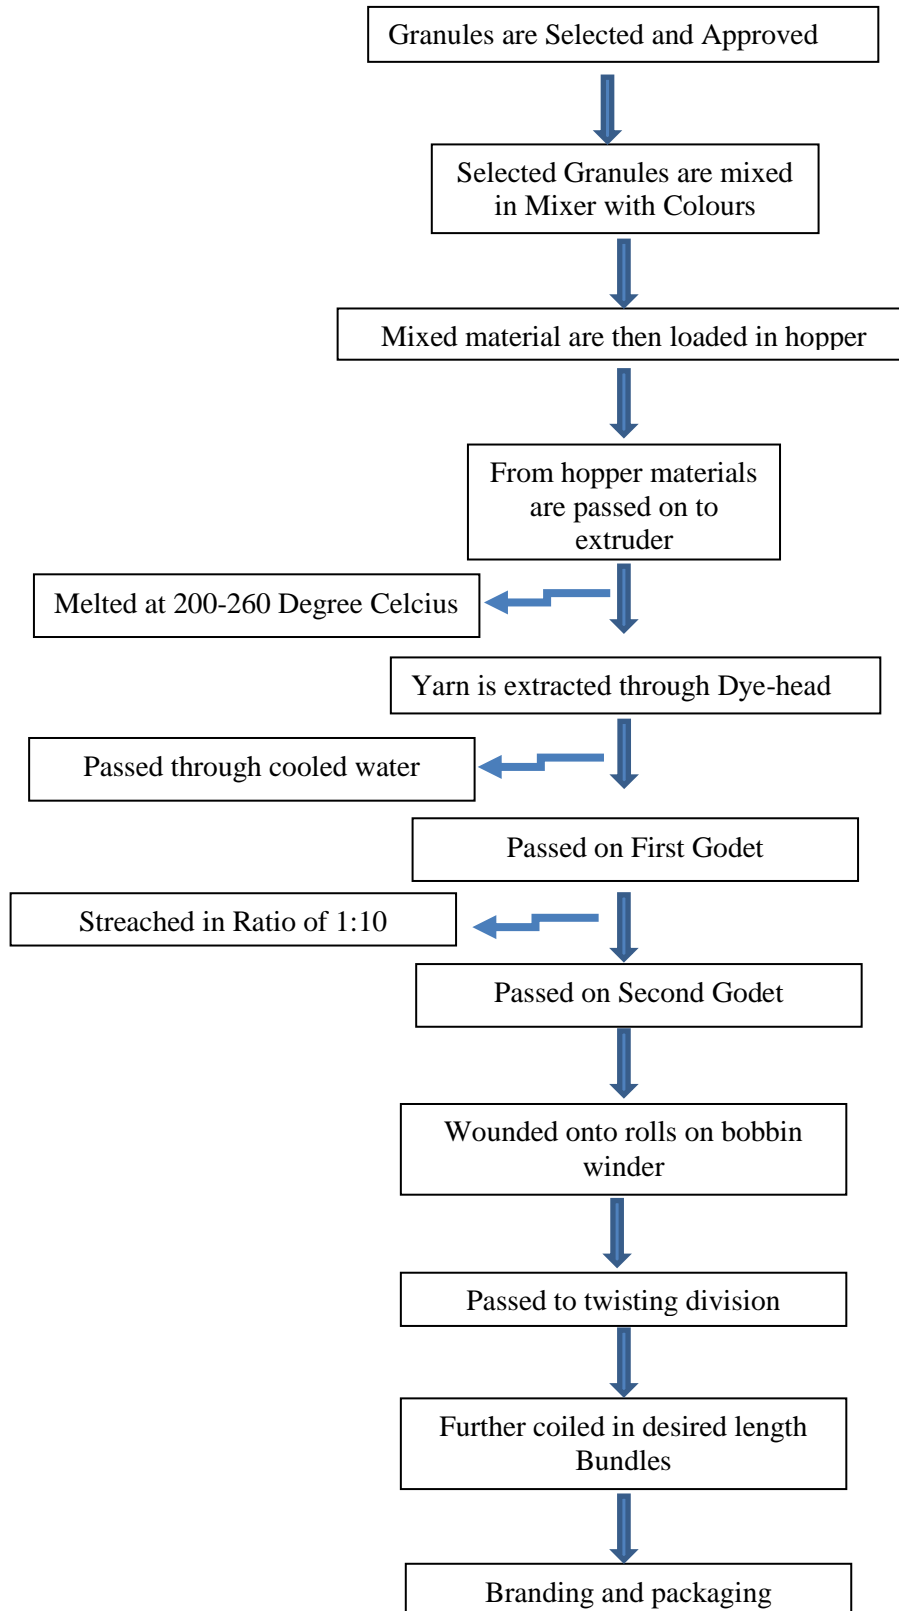 Granules are Selected and Approved
Selected Granules are mixed
in Mixer with Colours
Mixed material are then loaded in hopper
From hopper materials
are passed on to
extruder
Melted at 200-260 Degree Celcius
Yarn is extracted through Dye-head
Passed through cooled water
Passed on First Godet
Streached in Ratio of 1:10
Passed on Second Godet
Wounded onto rolls on bobbin
winder
Passed to twisting division
Further coiled in desired length
Bundles
Branding and packaging